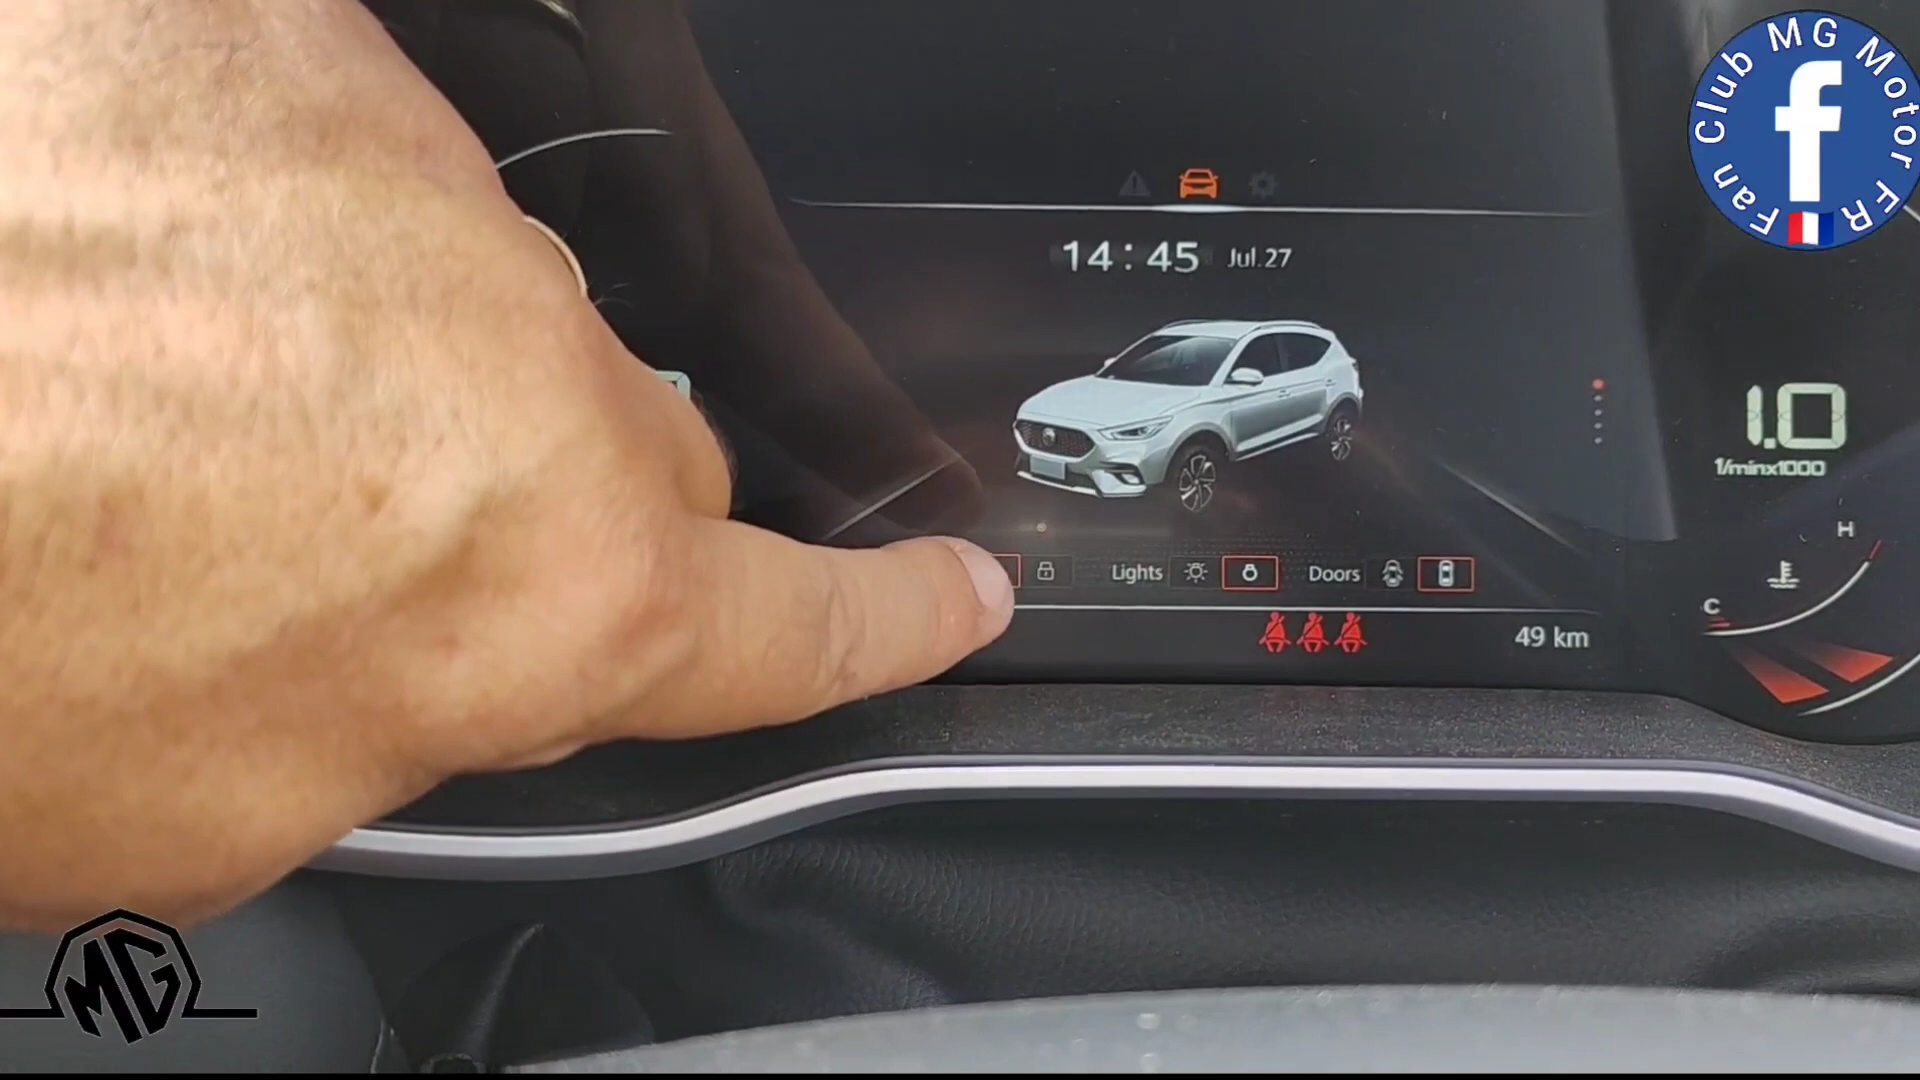 Fan Club MG Motor FR
f
14:45 Jul.27
1.0
1/minx1000
H
C
Lights
Doors
49 km
MG